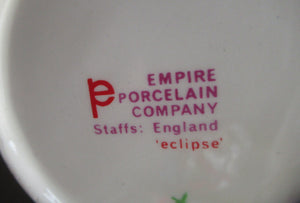 EMPIRE
PORCELAIN
COMPANY
Staffs: England
'eclipse'